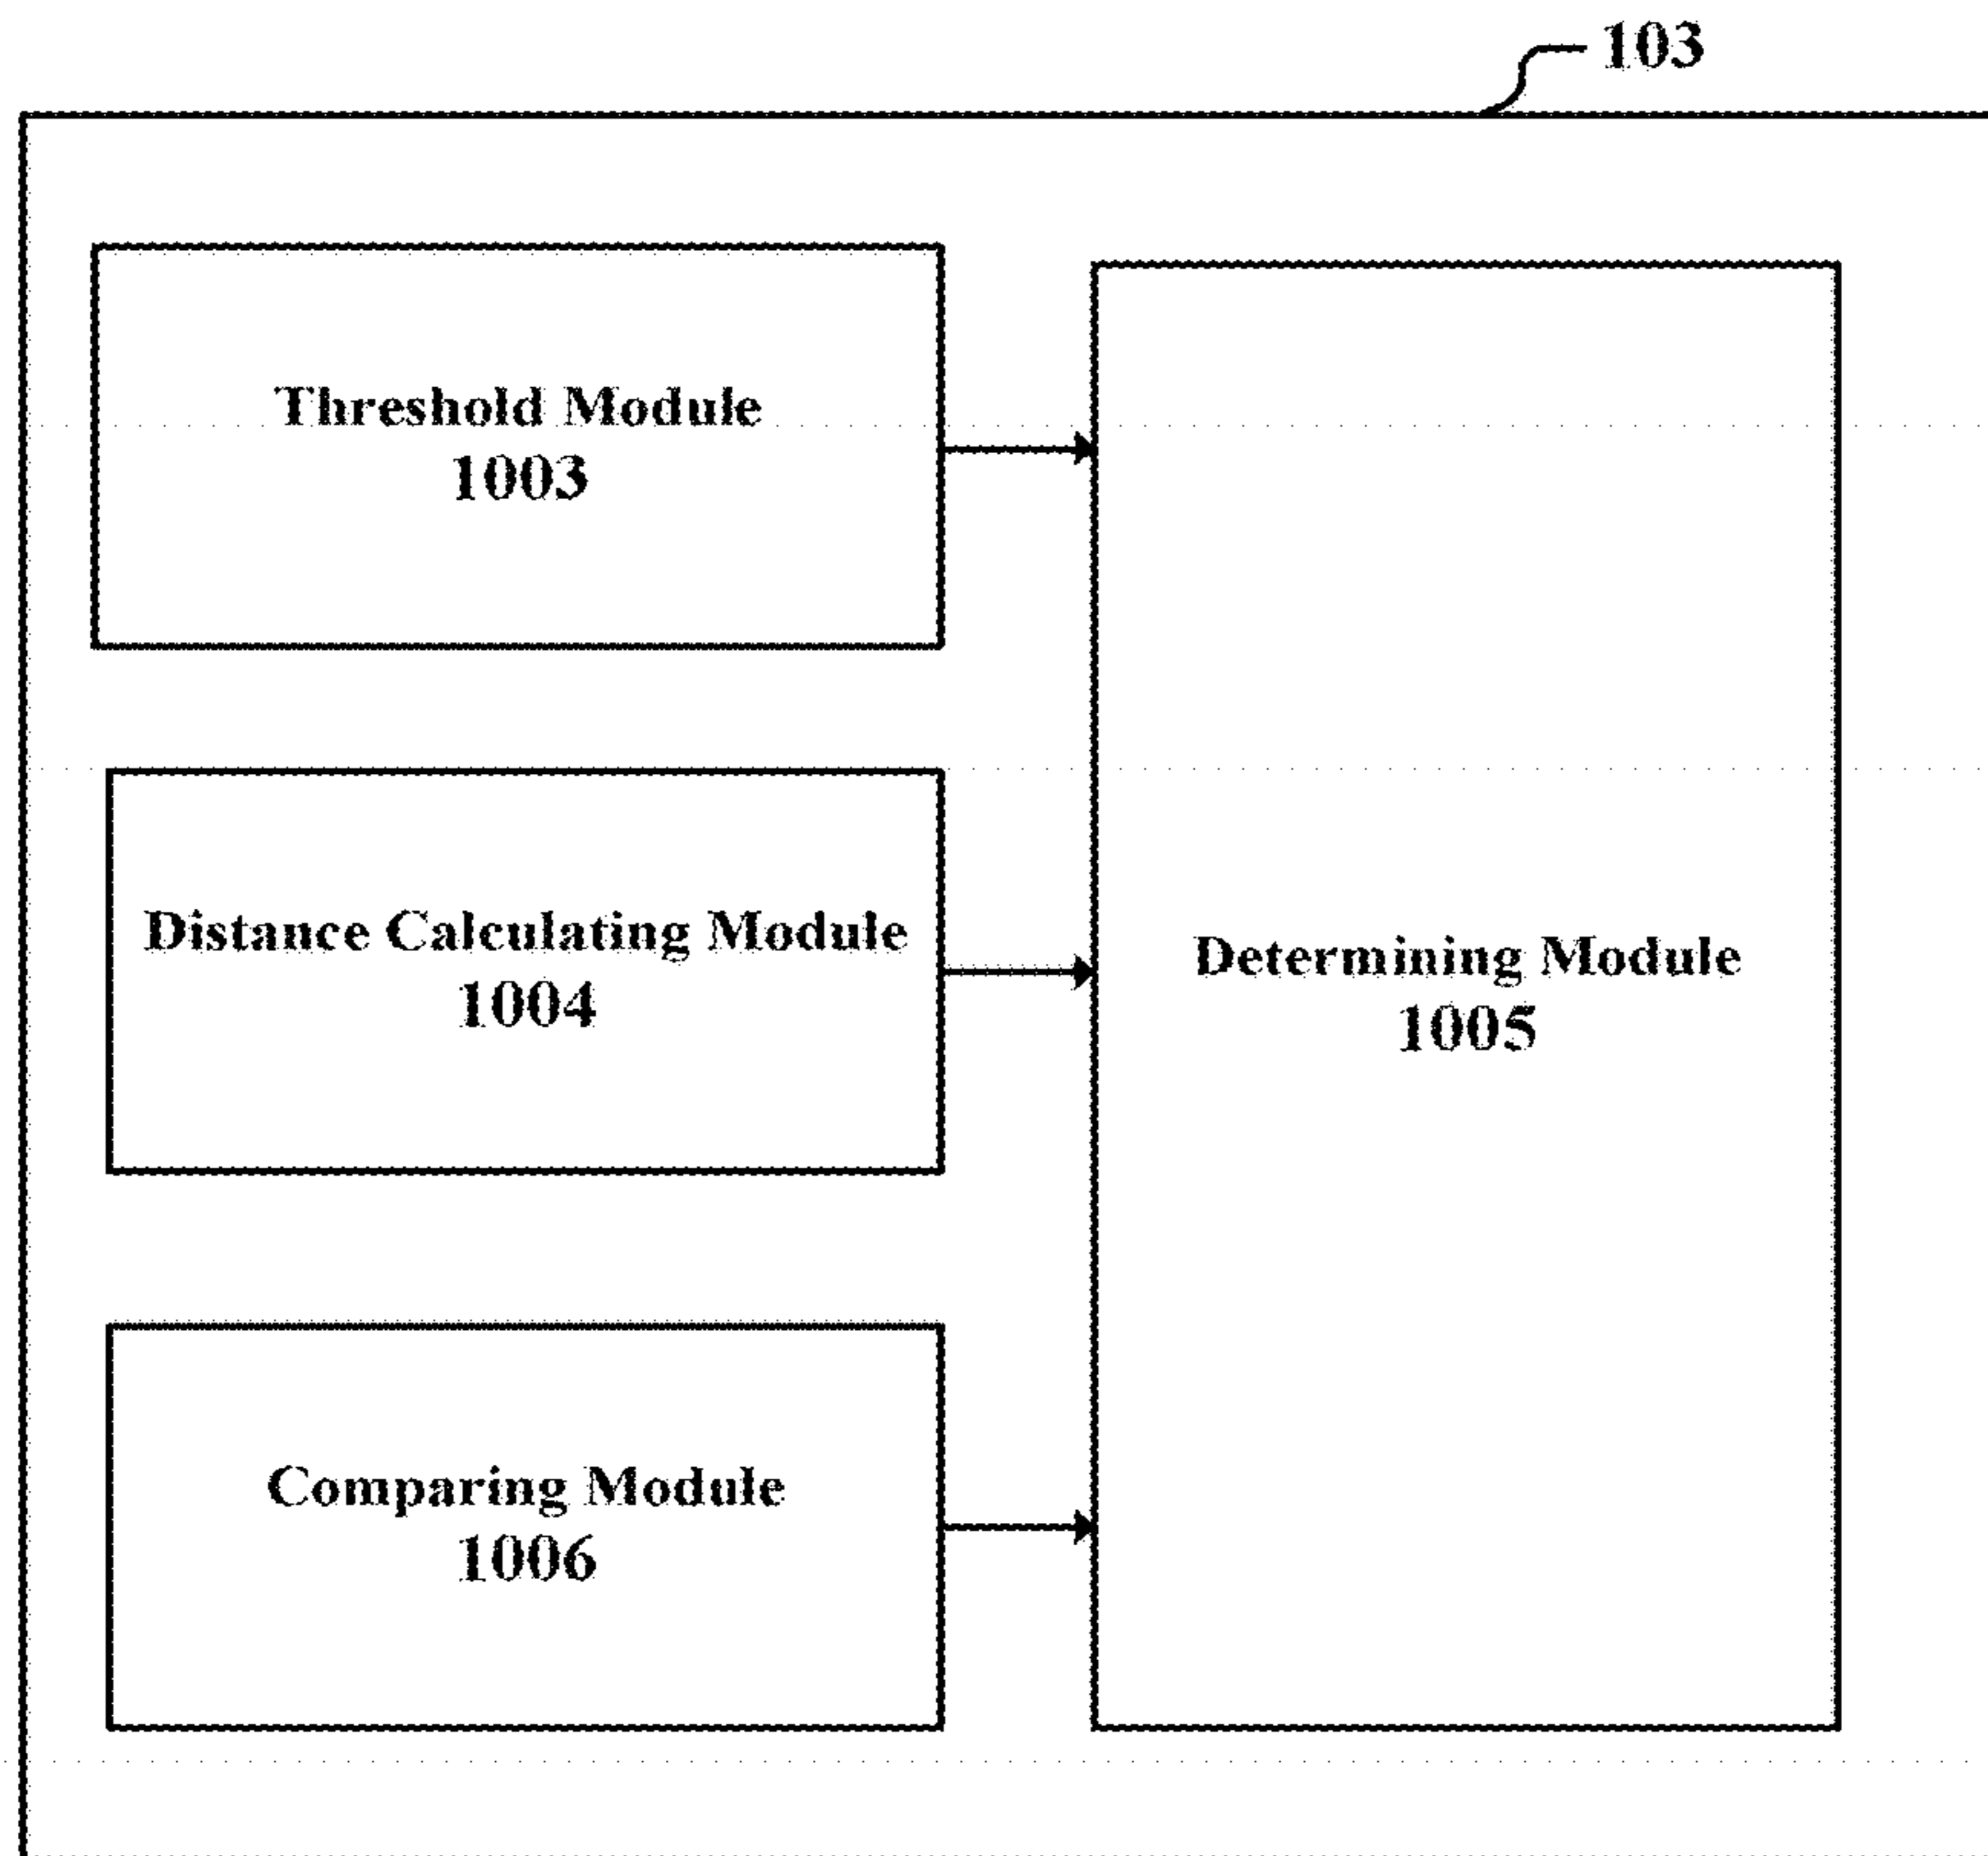 103
Threshold Module
1003
Distance Calculating Module
1004
Determining Module
1005
Comparing Module
1006